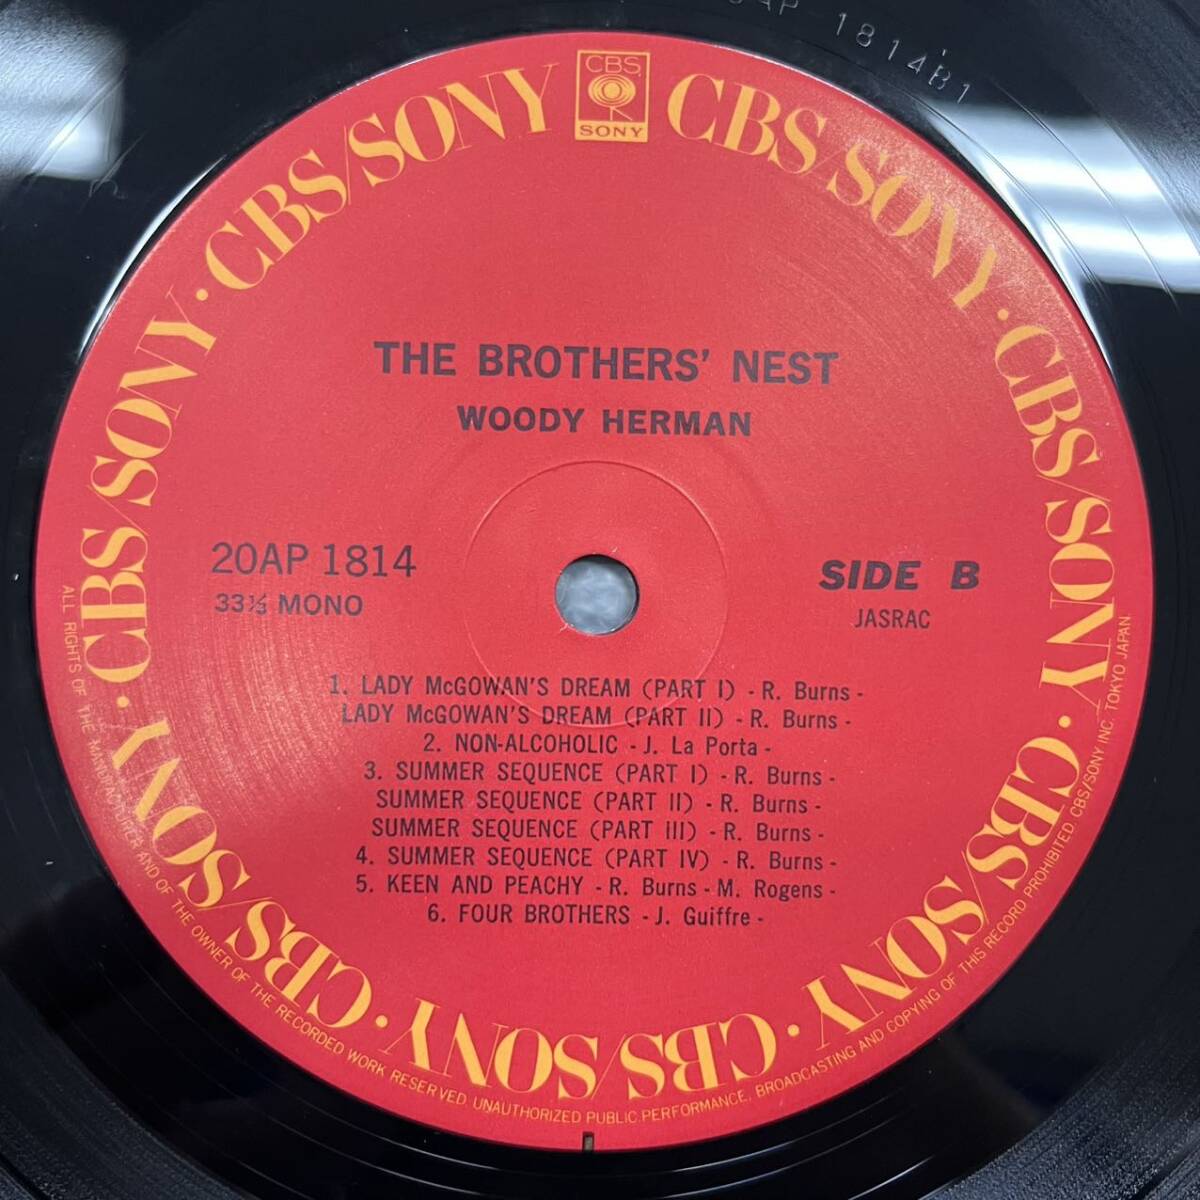 20AP 1814B1
CBS
SONY
CBS/SONY · CBS/SONY · CBS/SONY · CBS/SONY · CBS/SONY · CBS/SONY · CBS/SONY · CBS/SONY
THE BROTHERS' NEST
WOODY HERMAN
20AP 1814
33⅓ MONO
SIDE B
JASRAC
1. LADY McGOWAN'S DREAM (PART I) - R. Burns -
LADY McGOWAN'S DREAM (PART II) - R. Burns -
2. NON-ALCOHOLIC - J. La Porta -
3. SUMMER SEQUENCE (PART I) - R. Burns -
SUMMER SEQUENCE (PART II) - R. Burns -
SUMMER SEQUENCE (PART III) - R. Burns -
4. SUMMER SEQUENCE (PART IV) - R. Burns -
5. KEEN AND PEACHY - R. Burns - M. Rogens -
6. FOUR BROTHERS - J. Guiffre -
ALL RIGHTS OF THE MANUFACTURER AND OF THE OWNER OF THE RECORDED WORK RESERVED. UNAUTHORIZED PUBLIC PERFORMANCE, BROADCASTING AND COPYING OF THIS RECORD PROHIBITED. CBS/SONY INC. TOKYO JAPAN.